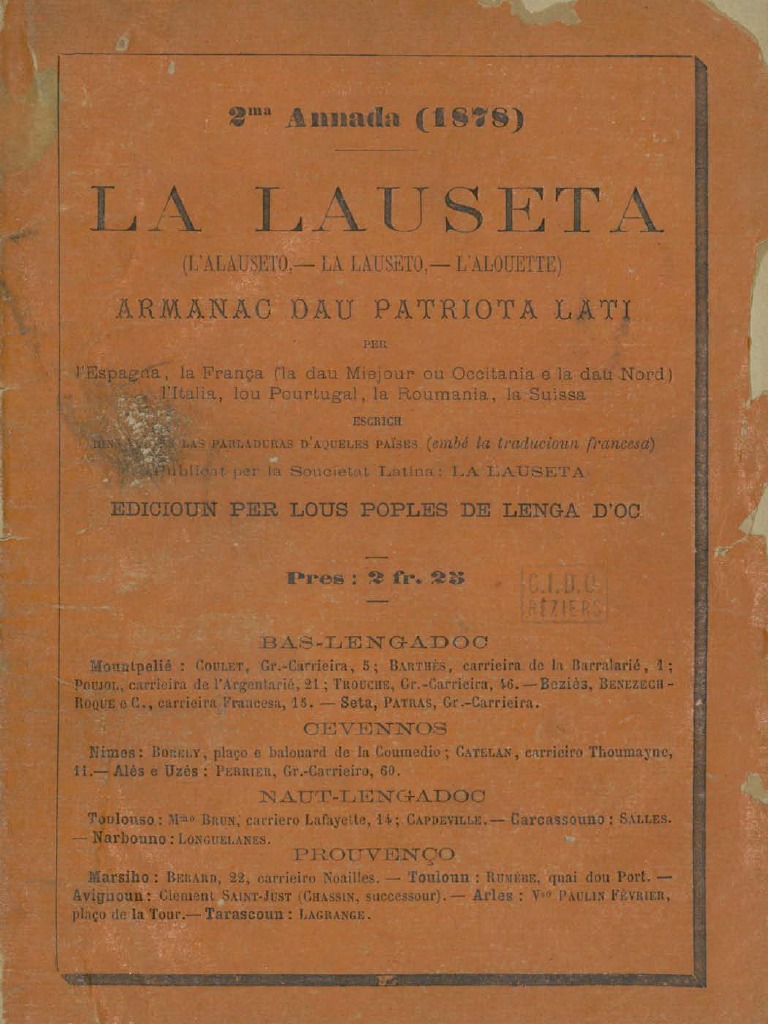 2ma Annada (1878)
LA LAUSETA
(L'ALAUSETO,— LA LAUSETO,— L'ALOUETTE)
ARMANAC DAU PATRIOTA LATI
PER
l'Espagna, la França (la dau Miejour ou Occitania e la dau Nord)
l'Italia, lou Pourtugal, la Roumania, la Suissa
ESCRICH
LAS PARLADURAS D'AQUELES PAÏSES (embé la traducioun francesa)
Publicat per la Soucietat Latina: LA LAUSETA
EDICIOUN PER LOUS POPLES DE LENGA D'OC
Pres : 2 fr. 25
C.I.D.O.
BÉZIERS
BAS-LENGADOC
Mountpelié : COULET, Gr.-Carrieira, 5 ; BARTHÈS, carrieira de la Barralarié, 1 ;
POUJOL, carrieira de l'Argentarié, 21 ; TROUCHE, Gr.-Carrieira, 46. — Beziès, BENEZECH-
ROQUE e C., carrieira Francesa, 15. — Seta, PATRAS, Gr.-Carrieira.
CEVENNOS
Nimes : BORELY, plaço e balouard de la Coumedio ; CATELAN, carrieiro Thoumayne,
11.— Alès e Uzès : PERRIER, Gr.-Carrieiro, 60.
NAUT-LENGADOC
Toulouso : Mmo BRUN, carriero Lafayette, 14 ; CAPDEVILLE.— Carcassouno : SALLES.
— Narbouno : LONGUELANES.
PROUVENÇO
Marsiho : BERARD, 22, carrieiro Noailles. — Touloun : RUMÈBE, quai dou Port. —
Avignoun : Clement SAINT-JUST (CHASSIN, successour). — Arles : Vvo PAULIN FÉVRIER,
plaço de la Tour.— Tarascoun : LAGRANGE.